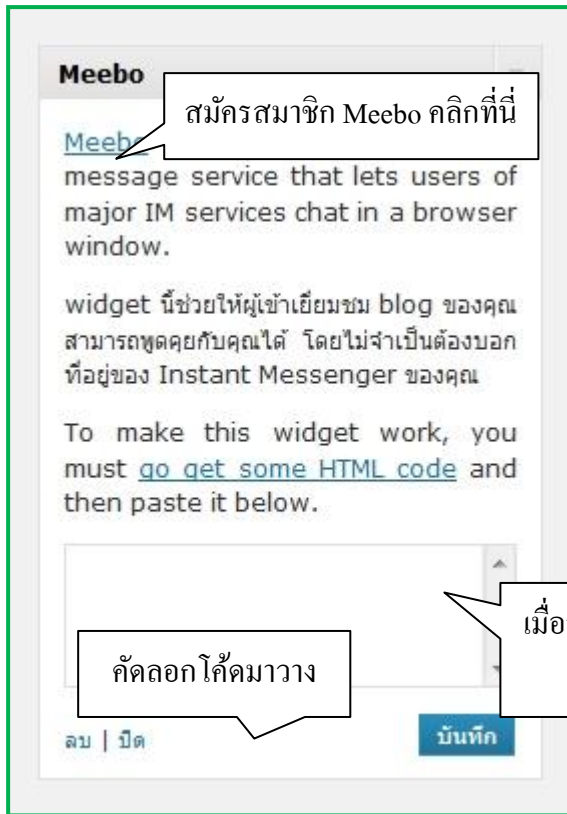 Meebo
สมัครสมาชิก Meebo คลิกที่นี่
Meebo
message service that lets users of
major IM services chat in a browser
window.
widget นี้ช่วยให้ผู้เข้าเยี่ยมชม blog ของคุณ
สามารถพูดคุยกับคุณได้ โดยไม่จำเป็นต้องบอก
ที่อยู่ของ Instant Messenger ของคุณ
To make this widget work, you
must go get some HTML code and
then paste it below.
เมื่อ
คัดลอกโค้ดมาวาง
ลบ | ปิด
บันทึก